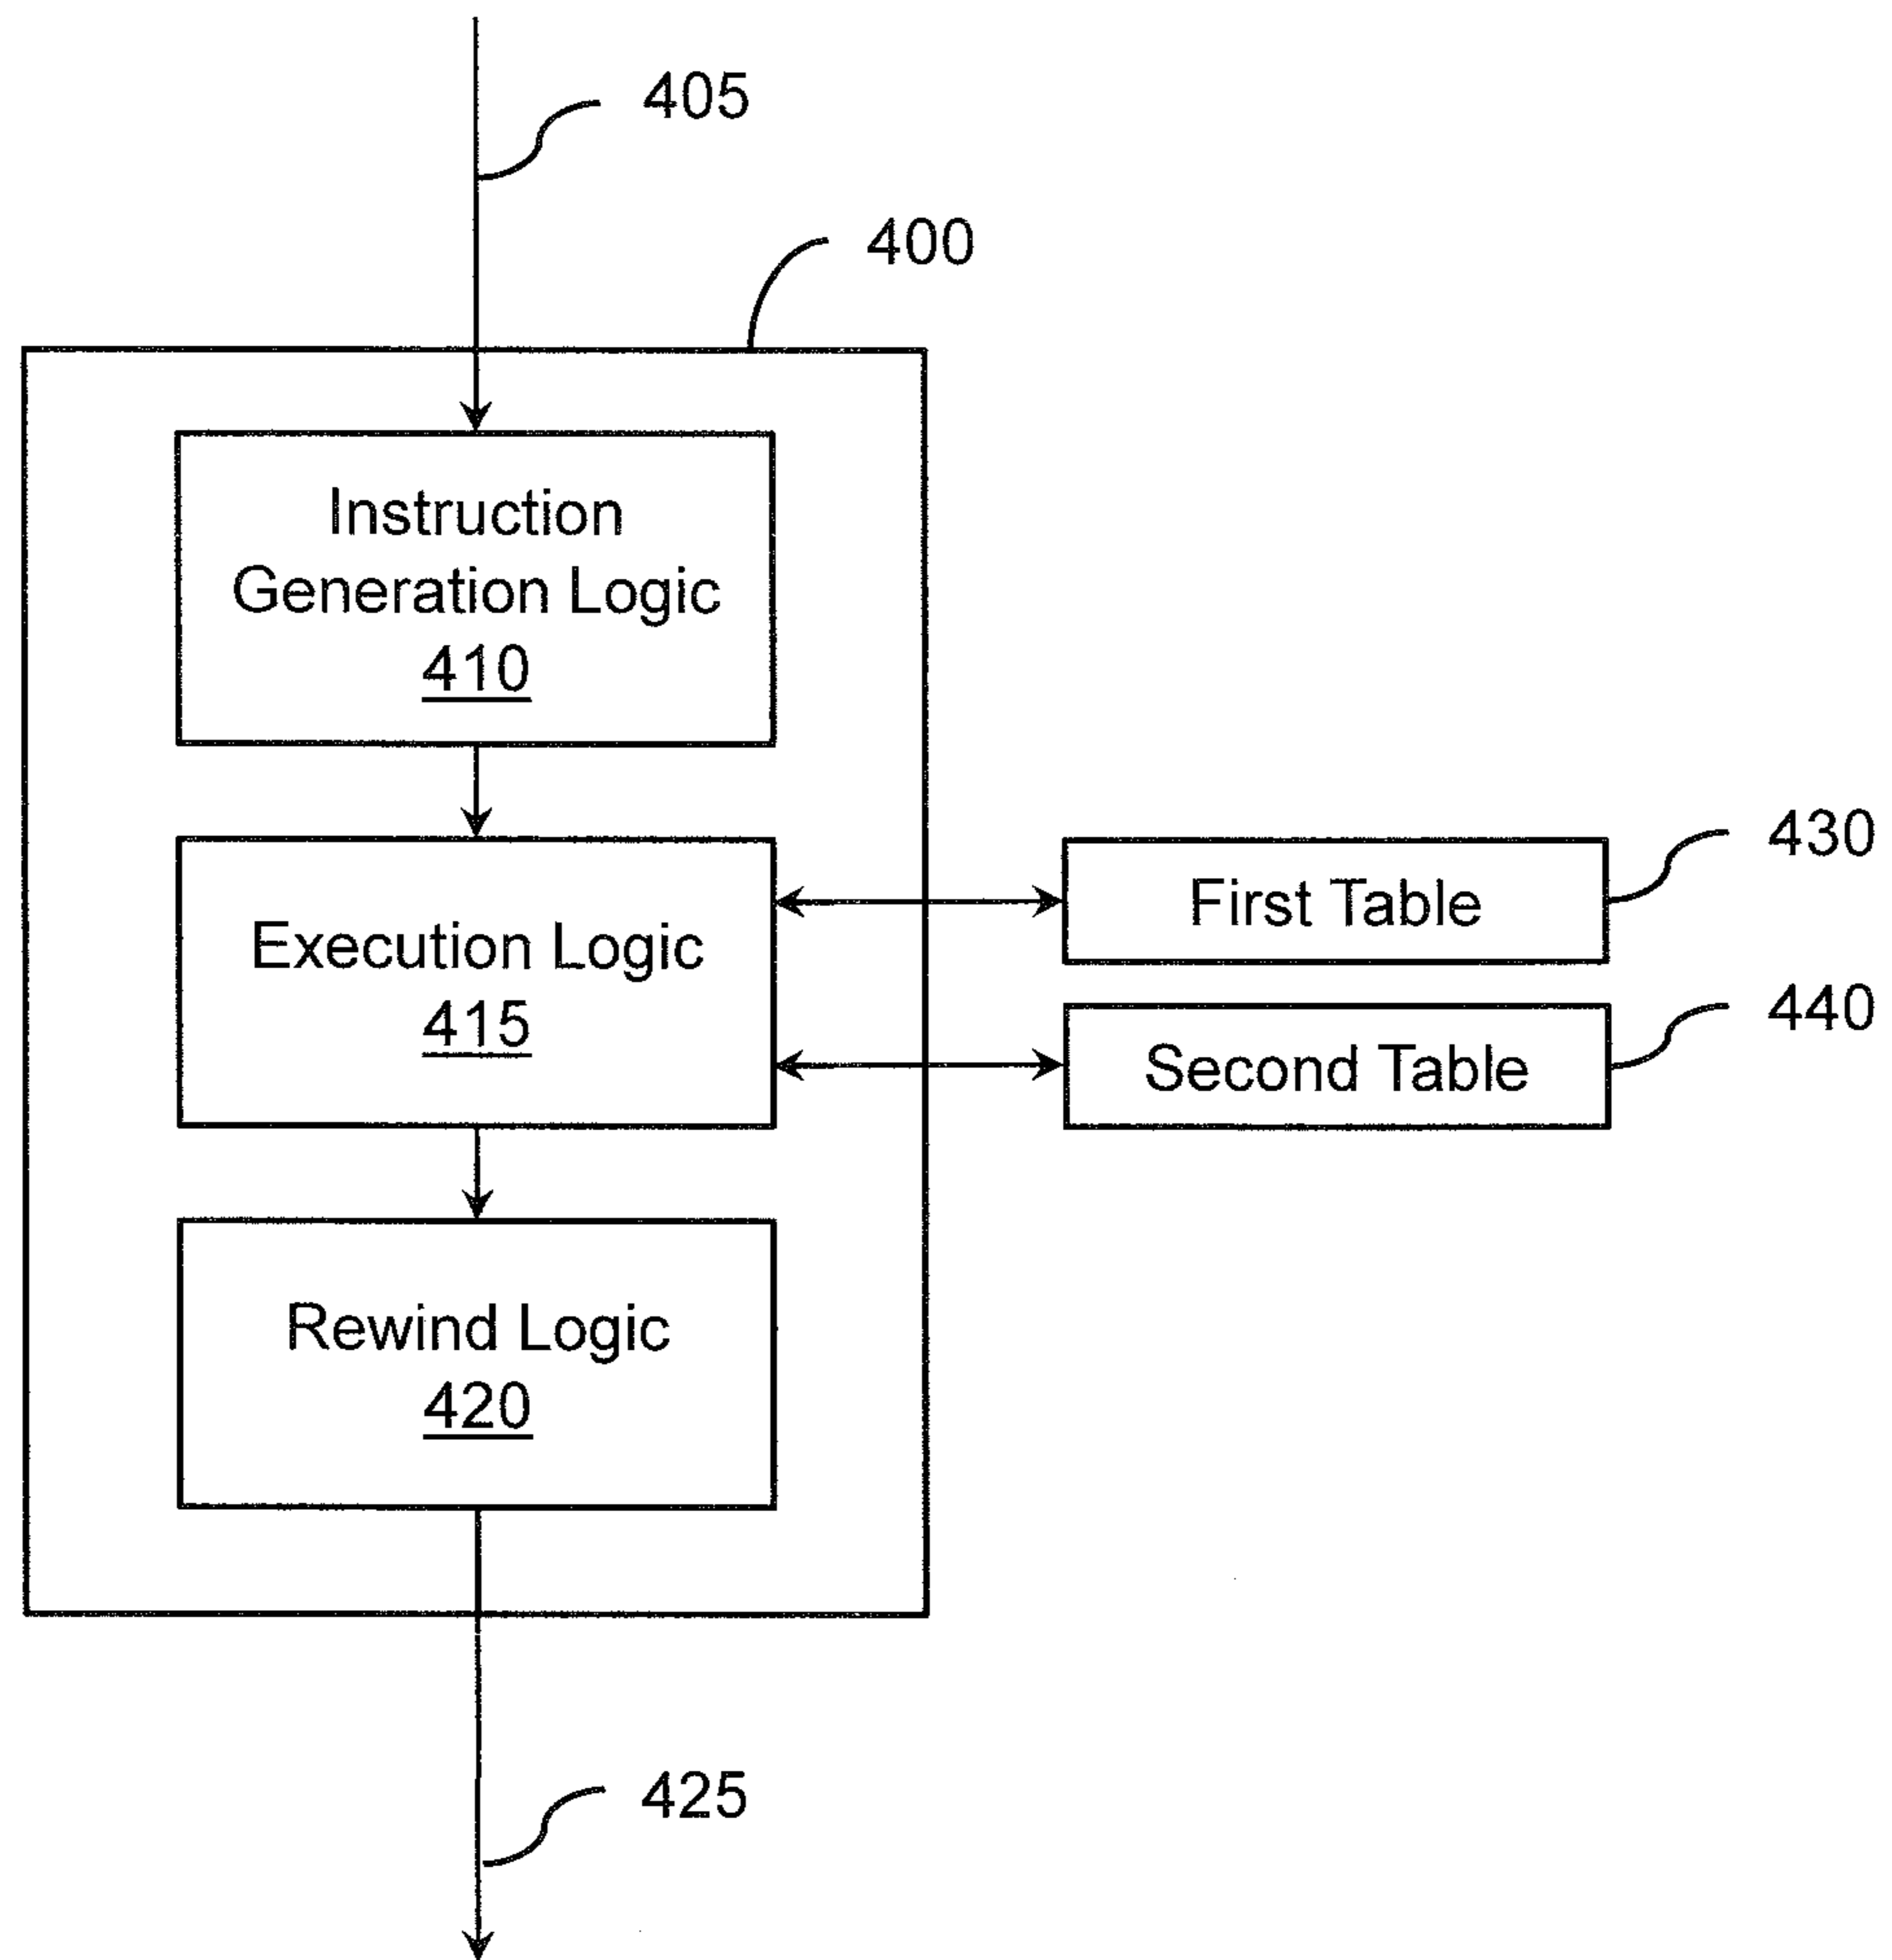 405
400
Instruction
Generation Logic
410
430
First Table
Execution Logic
415
440
Second Table
Rewind Logic
420
425